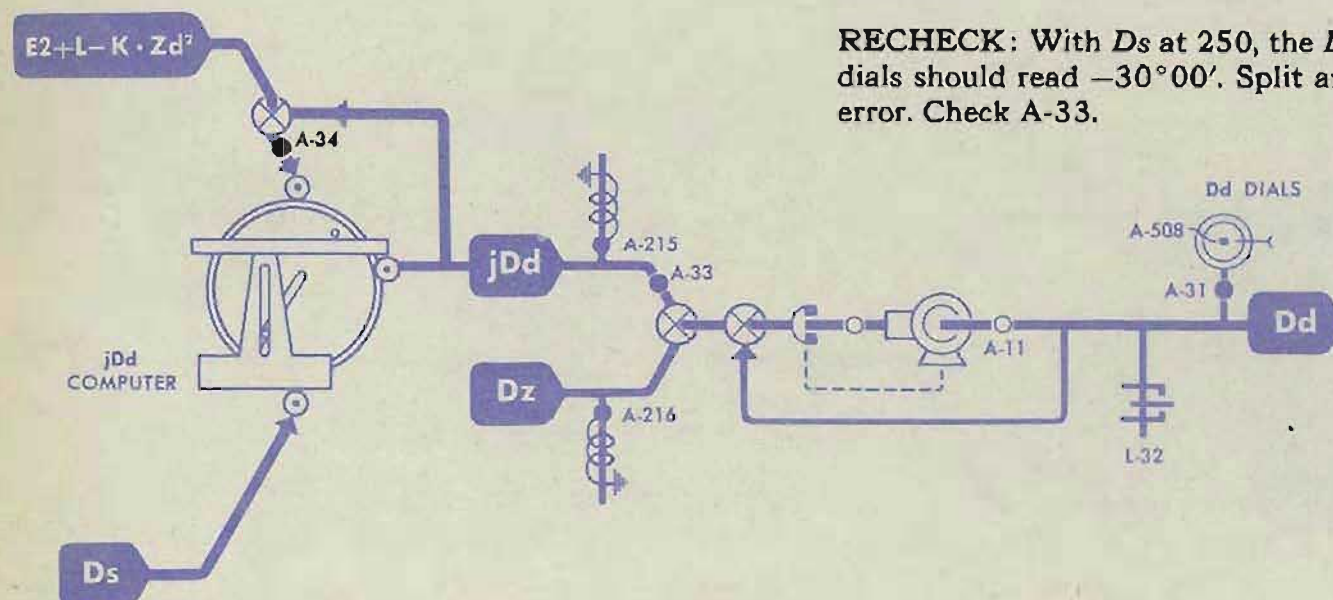 E2+L–K·Zd²
RECHECK: With Ds at 250, the
dials should read —30°00′. Split
error. Check A-33.
A-34
Dd DIALS
A-508
A-215
jDd
A-33
A-31
Dd
A-11
jDd
COMPUTER
Dz
A-216
L-32
Ds